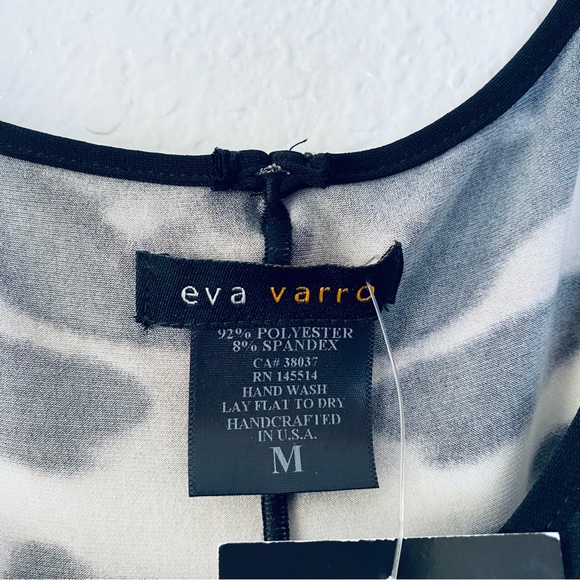 eva varro
92% POLYESTER
8% SPANDEX
CA# 38037
RN 145514
HAND WASH
LAY FLAT TO DRY
HANDCRAFTED
IN U.S.A.
M